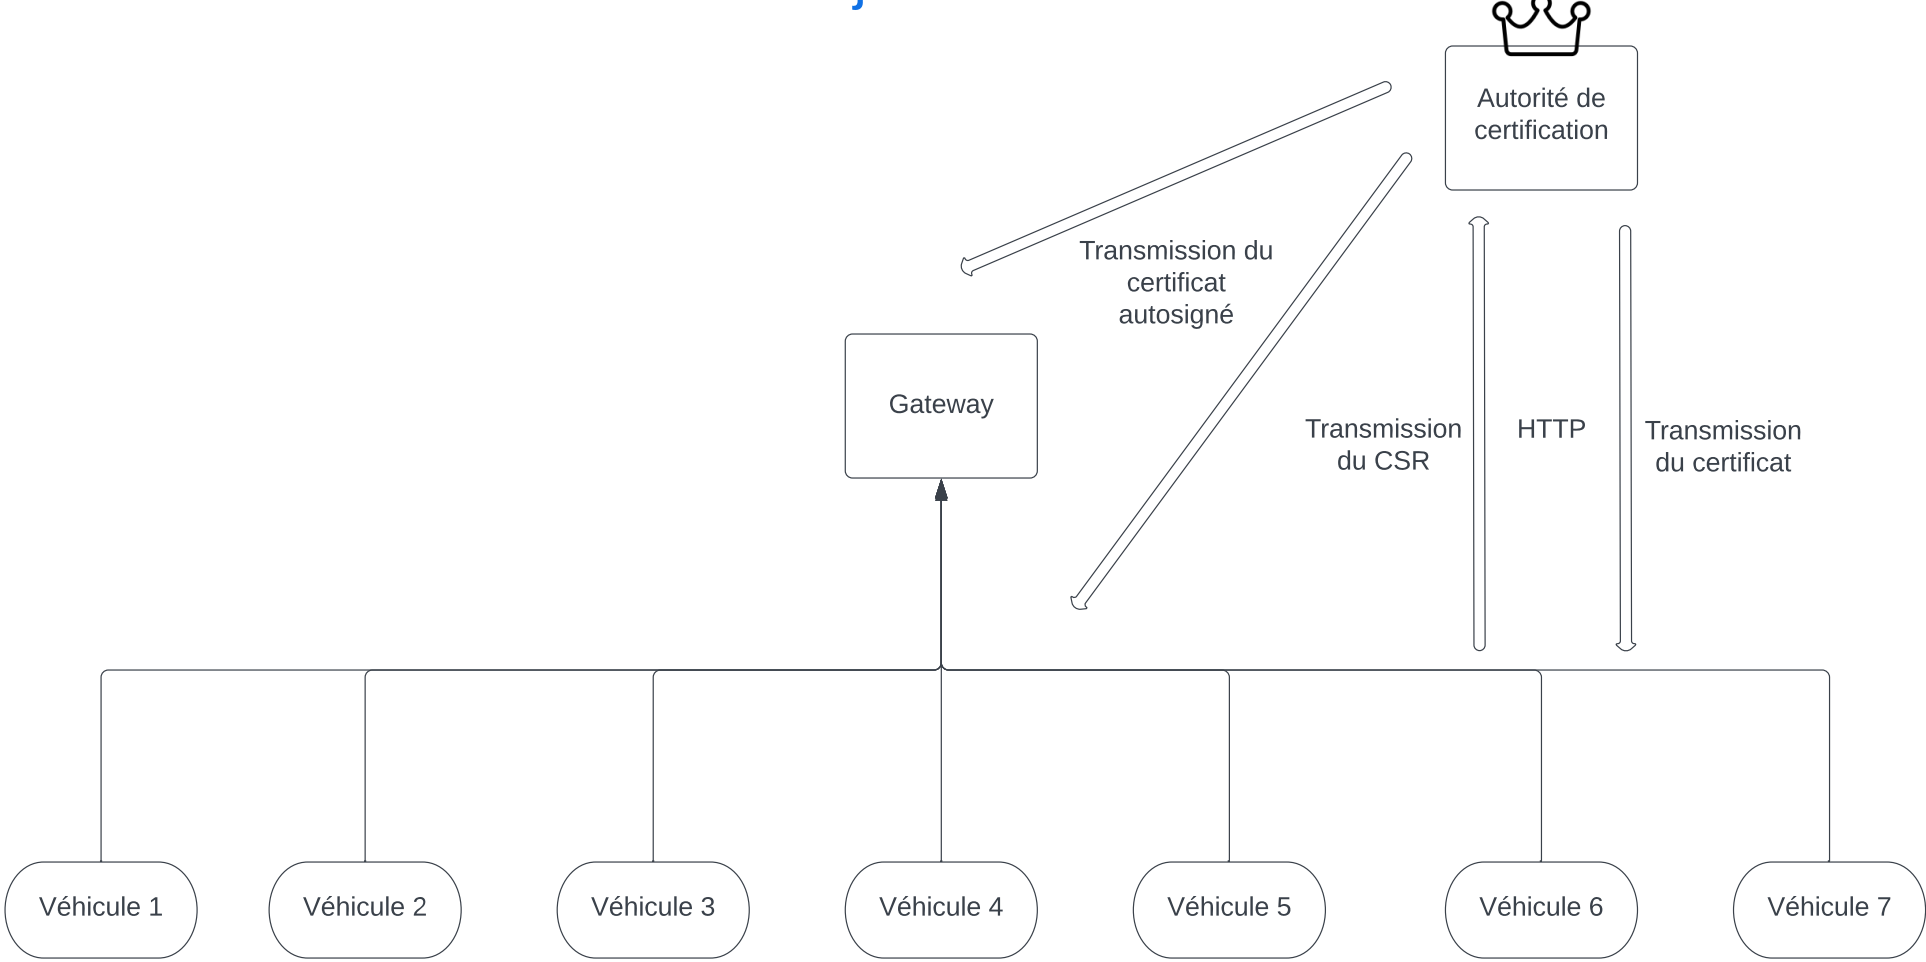 Autorité de
certification
Transmission du
certificat
autosigné
Gateway
Transmission
du CSR
HTTP
Transmission
du certificat
Véhicule 1
Véhicule 2
Véhicule 3
Véhicule 4
Véhicule 5
Véhicule 6
Véhicule 7